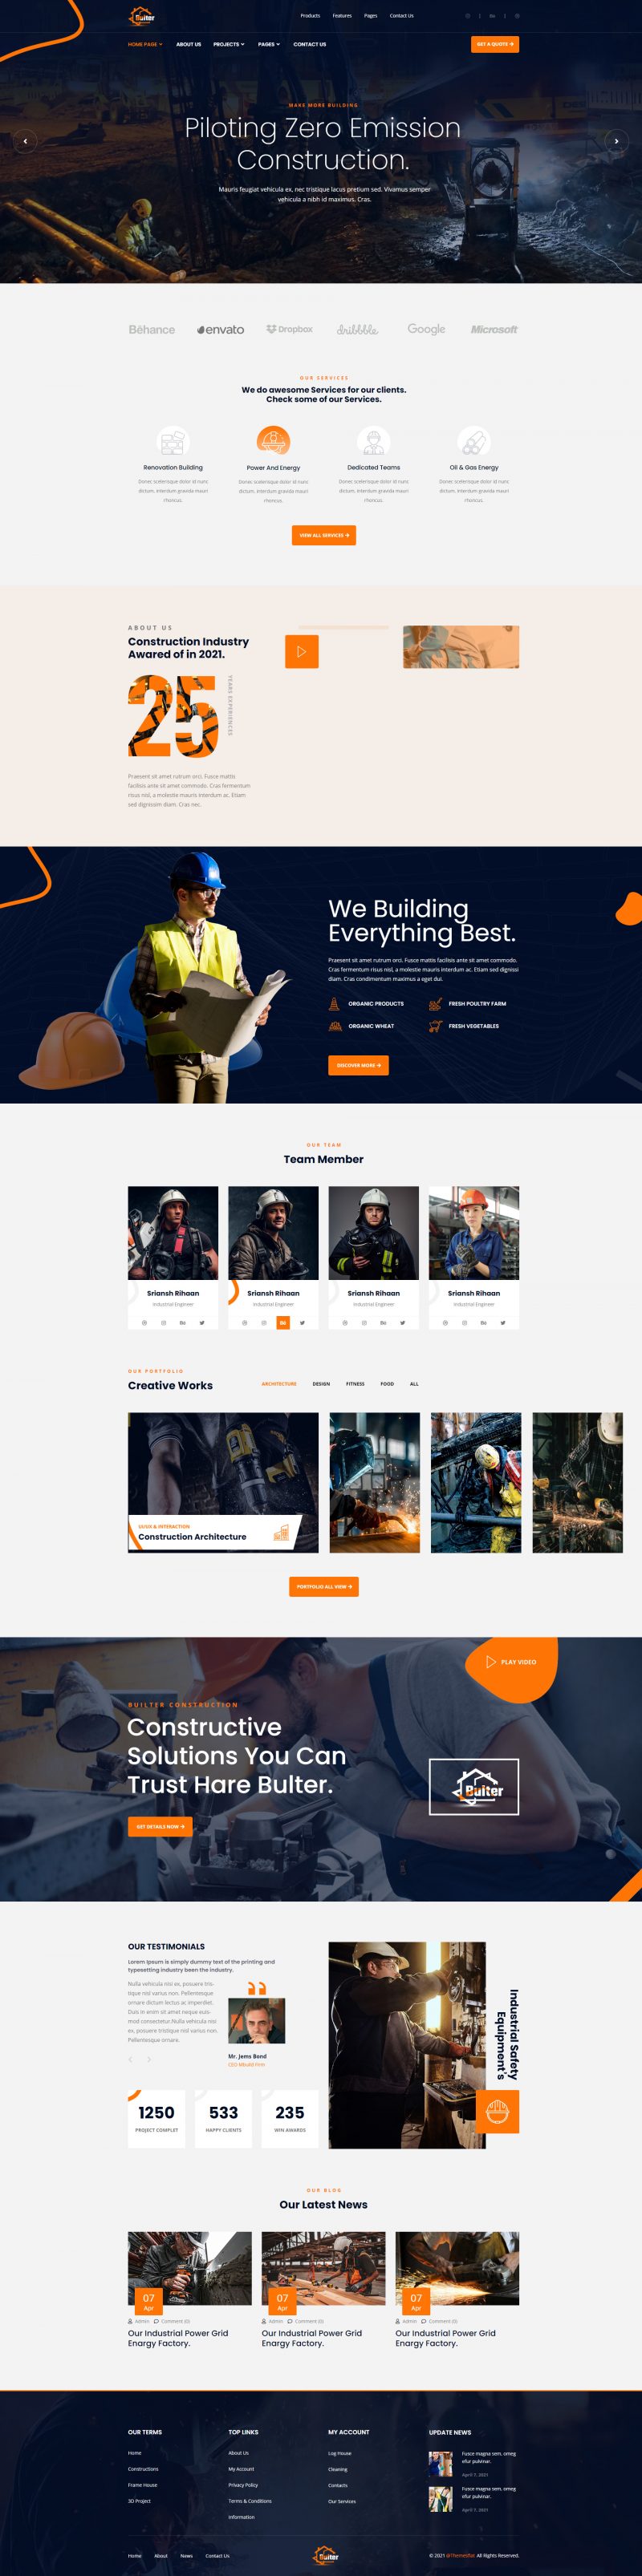 Builter
Products Features Pages Contact Us
HOME PAGE ABOUT US PROJECTS PAGES CONTACT US
GET A QUOTE
MAKE MORE BUILDING
Piloting Zero Emission
Construction.
Mauris feugiat vehicula ex, nec tristique lacus pretium sed. Vivamus semper
vehicula a nibh id maximus. Cras.
Bēhance envato Dropbox dribbble Google Microsoft
OUR SERVICES
We do awesome Services for our clients.
Check some of our Services.
Renovation Building
Donec scelerisque dolor id nunc
dictum, interdum gravida mauri
rhoncus.
Power And Energy
Donec scelerisque dolor id nunc
dictum, interdum gravida mauri
rhoncus.
Dedicated Teams
Donec scelerisque dolor id nunc
dictum, interdum gravida mauri
rhoncus.
Oil & Gas Energy
Donec scelerisque dolor id nunc
dictum, interdum gravida mauri
rhoncus.
VIEW ALL SERVICES
ABOUT US
Construction Industry
Awared of in 2021.
25
YEARS EXPERIENCES
Praesent sit amet rutrum orci. Fusce mattis
facilisis ante sit amet commodo. Cras fermentum
risus nisl, a molestie mauris interdum ac. Etiam
sed dignissim diam. Cras nec.
We Building
Everything Best.
Praesent sit amet rutrum orci. Fusce mattis facilisis ante sit amet commodo.
Cras fermentum risus nisl, a molestie mauris interdum ac. Etiam sed dignissi
diam. Cras condimentum maximus a eget dui.
ORGANIC PRODUCTS FRESH POULTRY FARM
ORGANIC WHEAT FRESH VEGETABLES
DISCOVER MORE
OUR TEAM
Team Member
Sriansh Rihaan
Industrial Engineer
Sriansh Rihaan
Industrial Engineer
Sriansh Rihaan
Industrial Engineer
Sriansh Rihaan
Industrial Engineer
OUR PORTFOLIO
Creative Works
ARCHITECTURE DESIGN FITNESS FOOD ALL
UI/UX & INTERACTION
Construction Architecture
PORTFOLIO ALL VIEW
PLAY VIDEO
BUILTER CONSTRUCTION
Constructive
Solutions You Can
Trust Hare Bulter.
GET DETAILS NOW
Builter
OUR TESTIMONIALS
Lorem Ipsum is simply dummy text of the printing and
typesetting industry been the industry.
Nulla vehicula nisi ex, posuere tris-
tique nisl varius non. Pellentesque
ornare dictum lectus ac imperdiet.
Duis in enim sit amet neque euis-
mod consectetur.Nulla vehicula nisi
ex, posuere tristique nisl varius non.
Pellentesque ornare.
Mr. Jems Bond
CEO Mbuild Firm
1250
PROJECT COMPLET
533
HAPPY CLIENTS
235
WIN AWARDS
Industrial Safety
Equipment's
OUR BLOG
Our Latest News
07
Apr
Admin Comment (0)
Our Industrial Power Grid
Enargy Factory.
07
Apr
Admin Comment (0)
Our Industrial Power Grid
Enargy Factory.
07
Apr
Admin Comment (0)
Our Industrial Power Grid
Enargy Factory.
OUR TERMS
Home
Constructions
Frame House
3D Project
TOP LINKS
About Us
My Account
Privacy Policy
Terms & Conditions
Information
MY ACCOUNT
Log House
Cleaning
Contacts
Our Services
UPDATE NEWS
Fusce magna sem, omeg
efur pulvinar.
April 7, 2021
Fusce magna sem, omeg
efur pulvinar.
April 7, 2021
Home About News Contact Us
Builter
© 2021 All Rights Reserved.